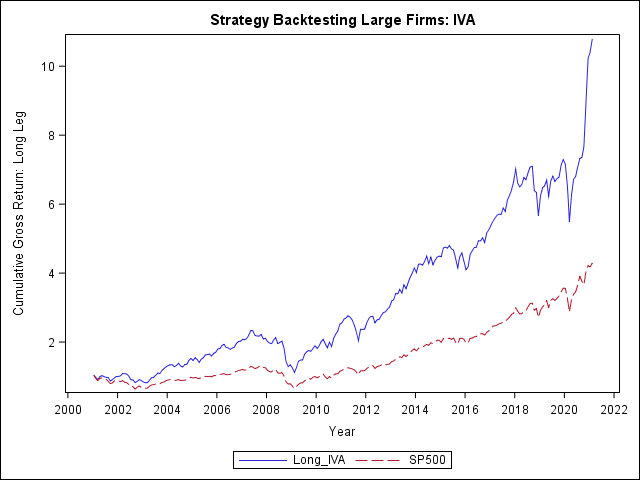 Strategy Backtesting Large Firms: IVA
Cumulative Gross Return: Long Leg
10
8
6
4
2
2000 2002 2004 2006 2008 2010 2012 2014 2016 2018 2020 2022
Year
Long_IVA SP500